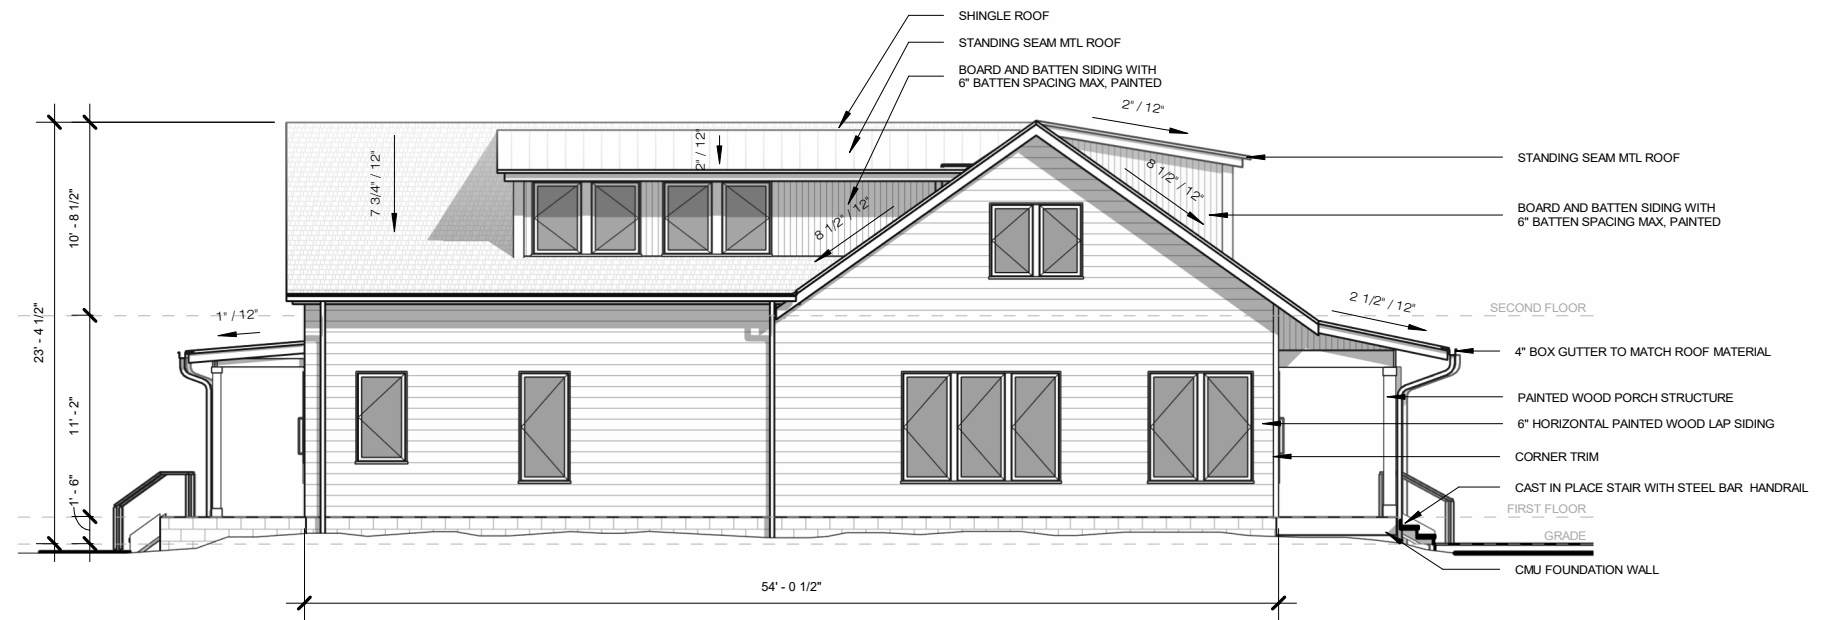 SHINGLE ROOF
STANDING SEAM MTL ROOF
BOARD AND BATTEN SIDING WITH
6" BATTEN SPACING MAX, PAINTED
2" / 12"
2" / 12"
7 3/4" / 12"
8 1/2" / 12"
8 1/2" / 12"
STANDING SEAM MTL ROOF
BOARD AND BATTEN SIDING WITH
6" BATTEN SPACING MAX, PAINTED
10' - 8 1/2"
23' - 4 1/2"
1" / 12"
2 1/2" / 12"
SECOND FLOOR
4" BOX GUTTER TO MATCH ROOF MATERIAL
PAINTED WOOD PORCH STRUCTURE
11' - 2"
6" HORIZONTAL PAINTED WOOD LAP SIDING
CORNER TRIM
1' - 6"
CAST IN PLACE STAIR WITH STEEL BAR HANDRAIL
FIRST FLOOR
GRADE
CMU FOUNDATION WALL
54' - 0 1/2"